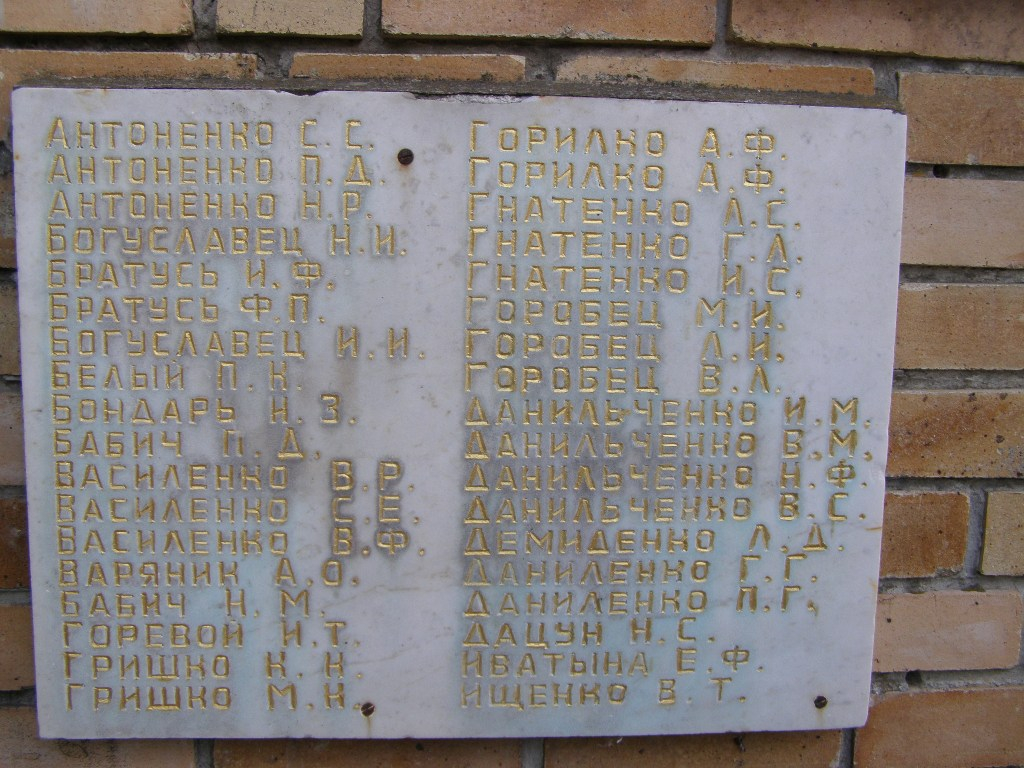 АНТОНЕНКО С.С.
АНТОНЕНКО П.Д.
АНТОНЕНКО Н.Р.
БОГУСЛАВЕЦ Н.И.
БРАТУСЬ И.Ф.
БРАТУСЬ Ф.П.
БОГУСЛАВЕЦ И.И.
БЕЛЫЙ П.К.
БОНДАРЬ И.З.
БАБИЧ П.Д.
ВАСИЛЕНКО В.Р.
ВАСИЛЕНКО С.Е.
ВАСИЛЕНКО В.Ф.
ВАРЯНИК А.О.
БАБИЧ Н.М.
ГОРЕВОЙ И.Т.
ГРИШКО К.Н.
ГРИШКО М.Н.
ГОРИЛКО А.Ф.
ГОРИЛКО А.Ф.
ГНАТЕНКО Л.С.
ГНАТЕНКО Г.Л.
ГНАТЕНКО И.С.
ГОРОБЕЦ М.И.
ГОРОБЕЦ Л.И.
ГОРОБЕЦ В.Л.
ДАНИЛЬЧЕНКО И.М.
ДАНИЛЬЧЕНКО В.М.
ДАНИЛЬЧЕНКО Н.Ф.
ДАНИЛЬЧЕНКО В.С.
ДЕМИДЕНКО Л.Д.
ДАНИЛЕНКО Г.Г.
ДАНИЛЕНКО П.Г.
ДАЦУН Н.С.
ИВАТЫНА Е.Ф.
ИЩЕНКО В.Т.